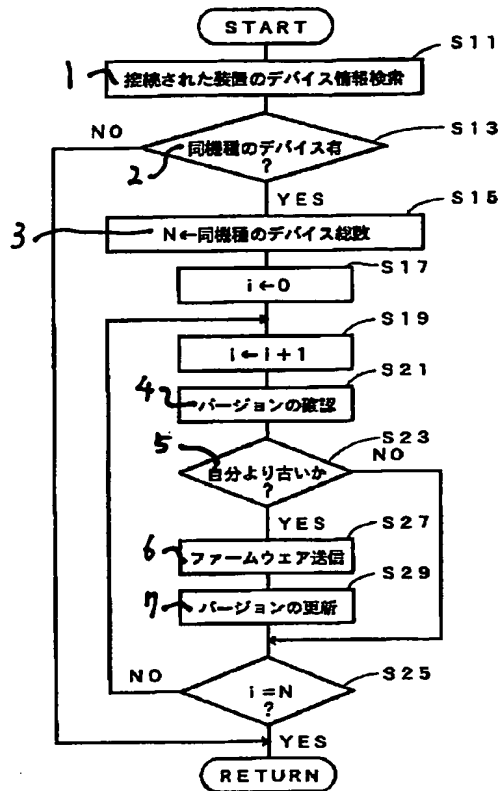 START
S11
1 接続された装置のデバイス情報検索
NO
S13
2 同機種のデバイス有
?
YES
S15
3 N←同機種のデバイス総数
S17
i←0
S19
i←i+1
S21
4 バージョンの確認
S23
5 自分より古いか
?
NO
YES
S27
6 ファームウェア送信
S29
7 バージョンの更新
NO
S25
i=N
?
YES
RETURN